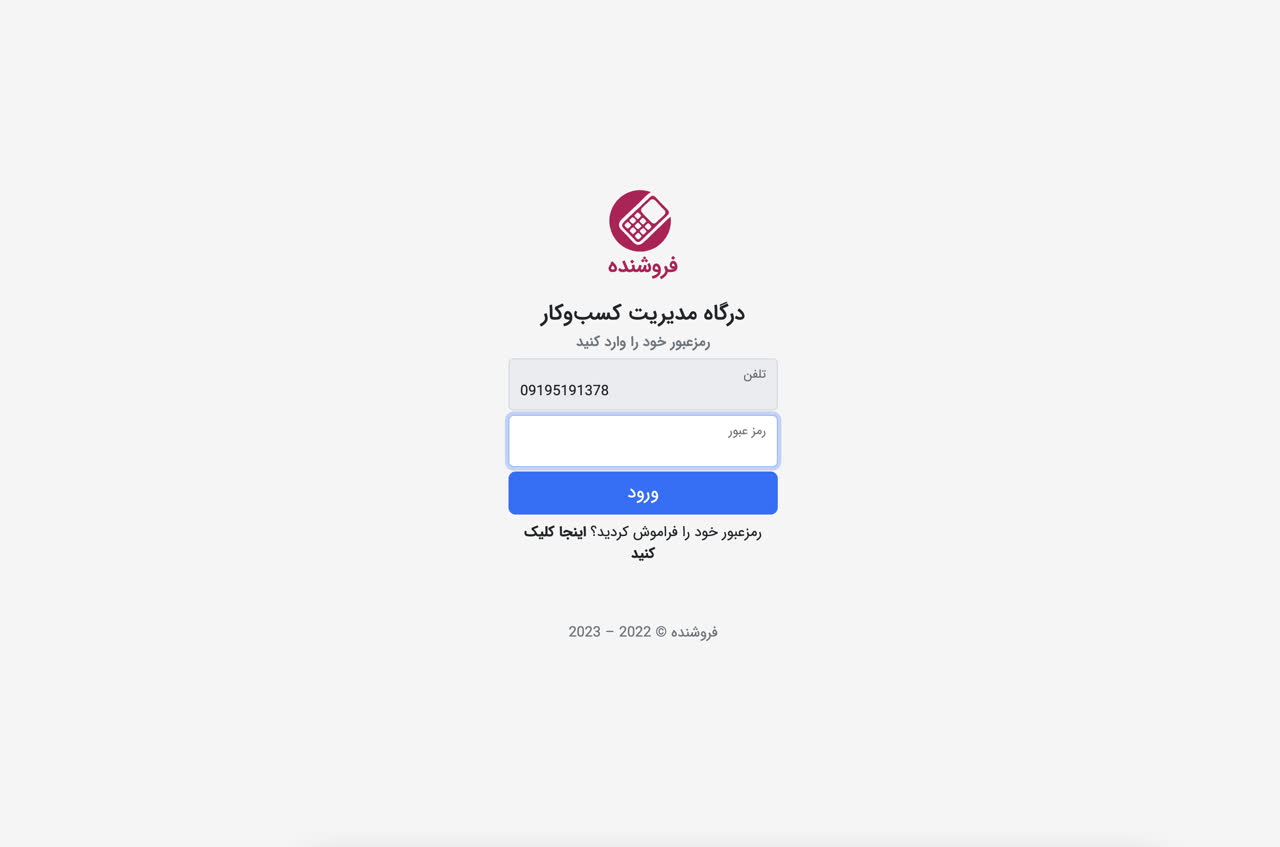 فروشنده
درگاه مدیریت کسب‌وکار
رمزعبور خود را وارد کنید
تلفن
09195191378
رمز عبور
ورود
رمزعبور خود را فراموش کردید؟ اینجا کلیک
کنید
فروشنده © 2022 – 2023